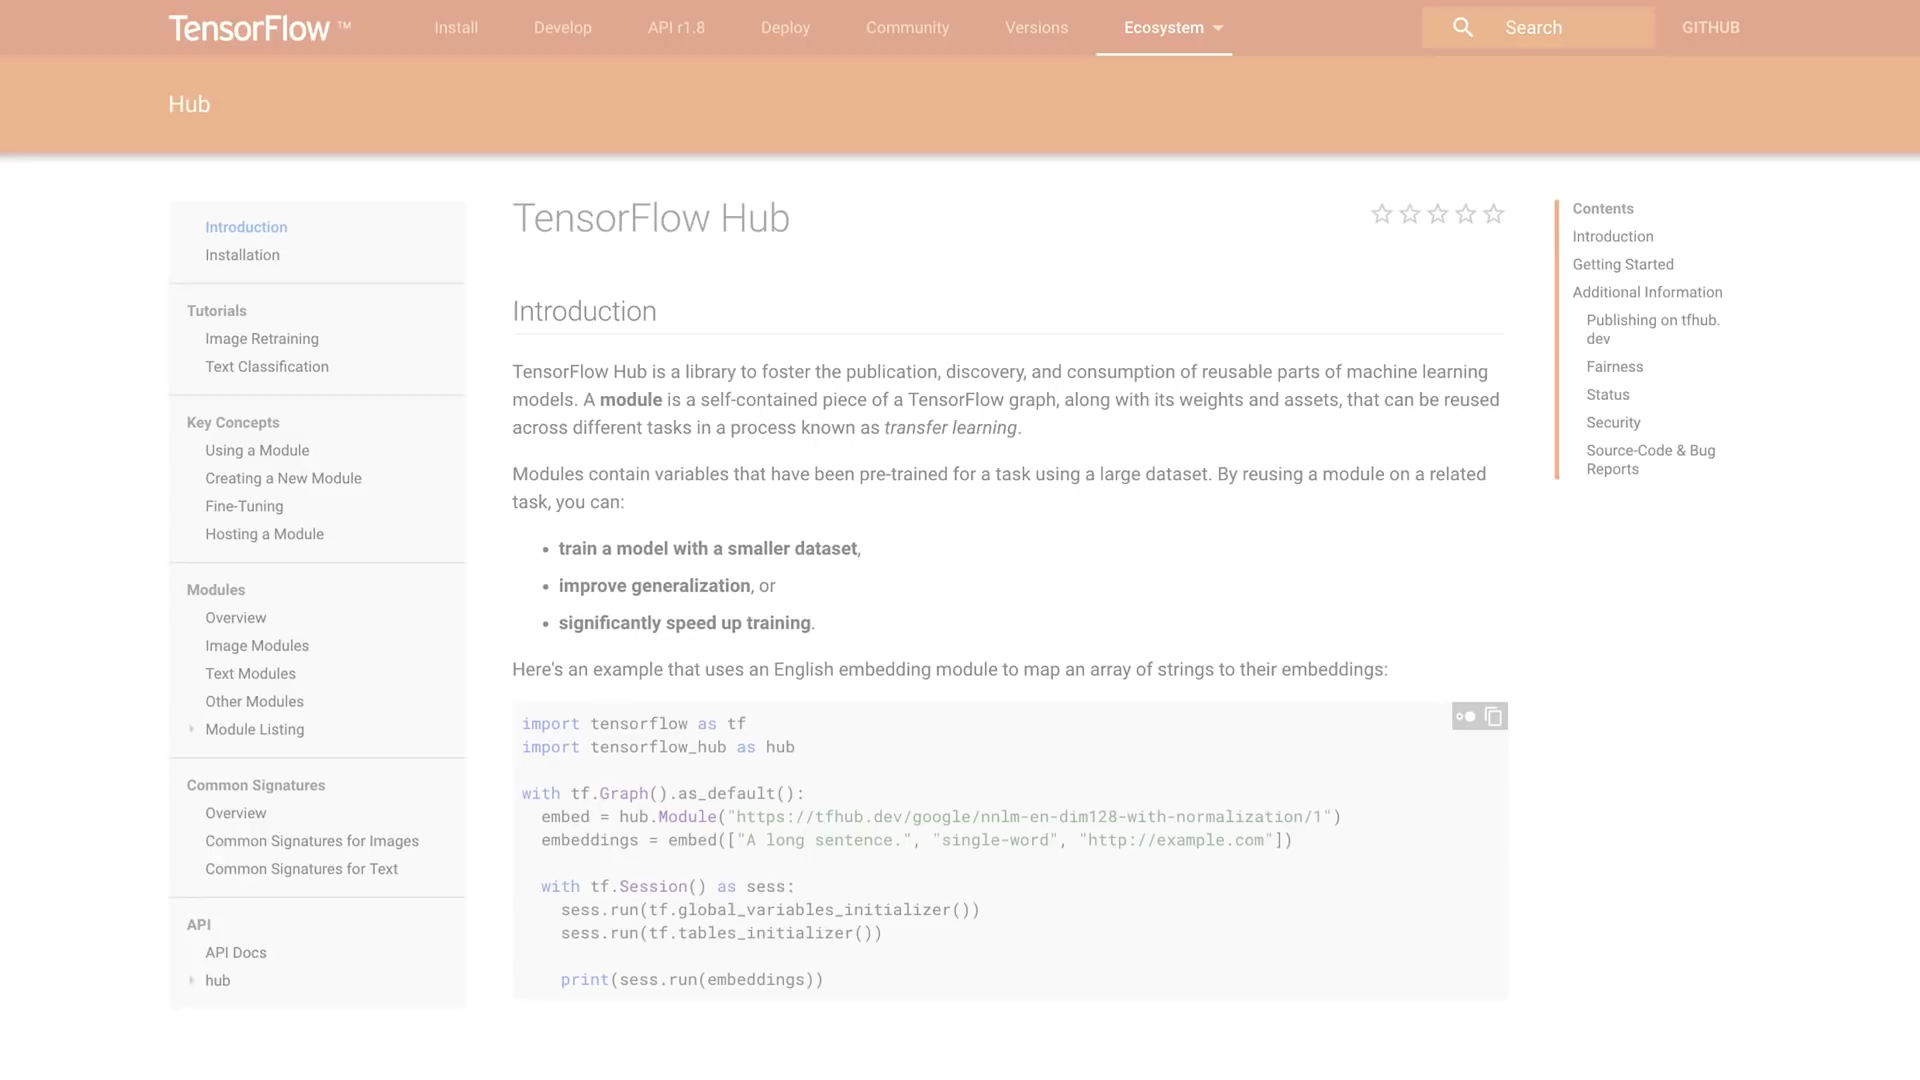 TensorFlow ™
Install
Develop
API r1.8
Deploy
Community
Versions
Ecosystem
Search
GITHUB
Hub
Introduction
Installation
Tutorials
Image Retraining
Text Classification
Key Concepts
Using a Module
Creating a New Module
Fine-Tuning
Hosting a Module
Modules
Overview
Image Modules
Text Modules
Other Modules
Module Listing
Common Signatures
Overview
Common Signatures for Images
Common Signatures for Text
API
API Docs
hub
TensorFlow Hub
Introduction
TensorFlow Hub is a library to foster the publication, discovery, and consumption of reusable parts of machine learning
models. A module is a self-contained piece of a TensorFlow graph, along with its weights and assets, that can be reused
across different tasks in a process known as transfer learning.
Modules contain variables that have been pre-trained for a task using a large dataset. By reusing a module on a related
task, you can:
• train a model with a smaller dataset,
• improve generalization, or
• significantly speed up training.
Here's an example that uses an English embedding module to map an array of strings to their embeddings:
import tensorflow as tf
import tensorflow_hub as hub
with tf.Graph().as_default():
embed = hub.Module("https://tfhub.dev/google/nnlm-en-dim128-with-normalization/1")
embeddings = embed(["A long sentence.", "single-word", "http://example.com"])
with tf.Session() as sess:
sess.run(tf.global_variables_initializer())
sess.run(tf.tables_initializer())
print(sess.run(embeddings))
Contents
Introduction
Getting Started
Additional Information
Publishing on tfhub.
dev
Fairness
Status
Security
Source-Code & Bug
Reports